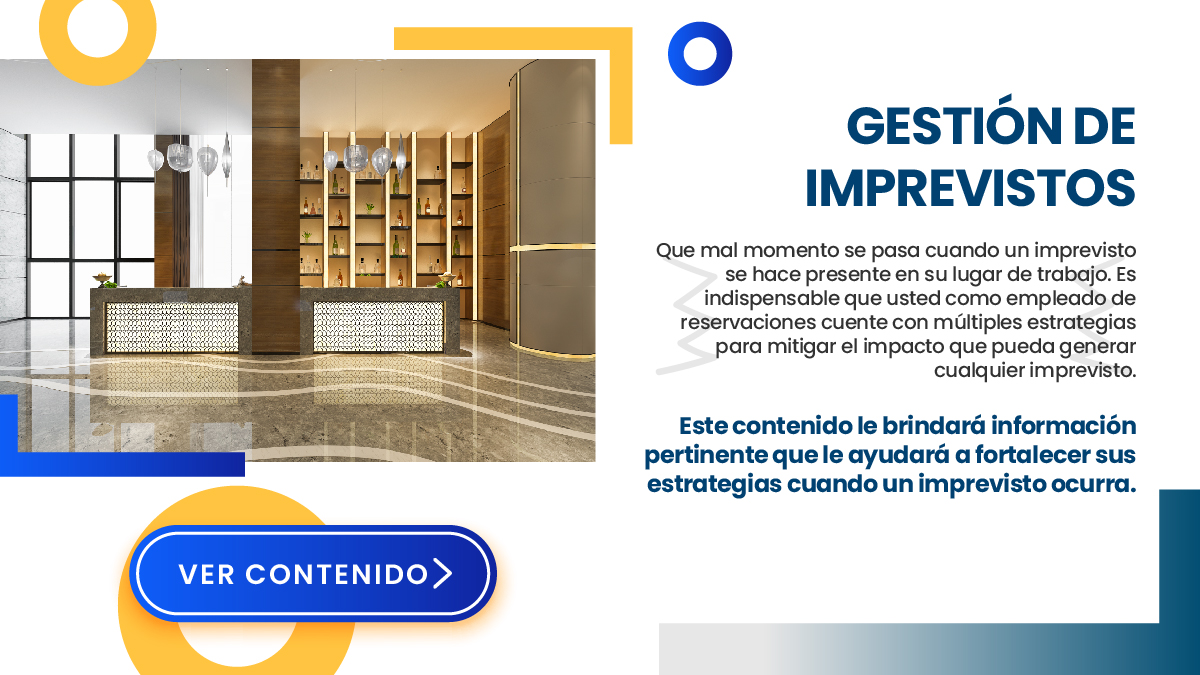 GESTIÓN DE
IMPREVISTOS
Que mal momento se pasa cuando un imprevisto
se hace presente en su lugar de trabajo. Es
indispensable que usted como empleado de
reservaciones cuente con múltiples estrategias
para mitigar el impacto que pueda generar
cualquier imprevisto.
Este contenido le brindará información
pertinente que le ayudará a fortalecer sus
estrategias cuando un imprevisto ocurra.
VER CONTENIDO